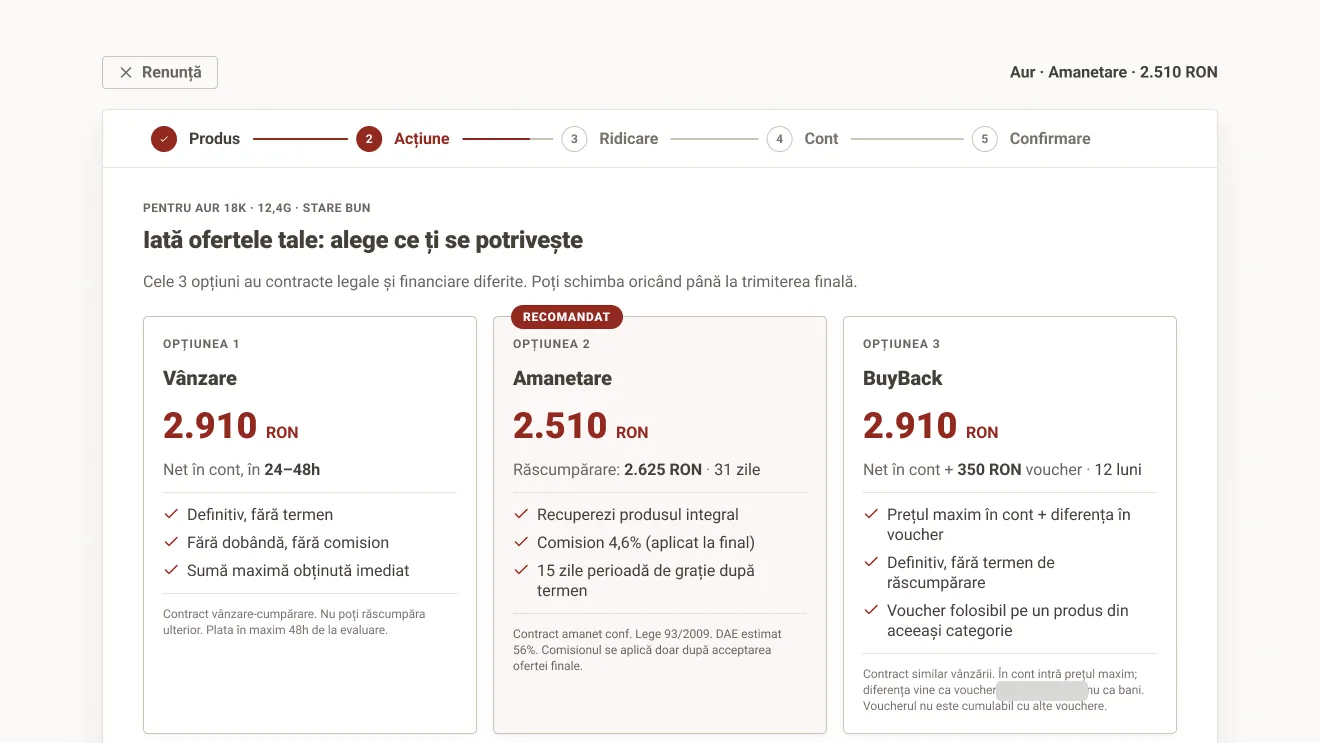 Renunță
Aur · Amanetare · 2.510 RON
Produs
2 Acțiune
3 Ridicare
4 Cont
5 Confirmare
PENTRU AUR 18K · 12,4G · STARE BUN
Iată ofertele tale: alege ce ți se potrivește
Cele 3 opțiuni au contracte legale și financiare diferite. Poți schimba oricând până la trimiterea finală.
OPȚIUNEA 1
Vânzare
2.910 RON
Net în cont, în 24–48h
Definitiv, fără termen
Fără dobândă, fără comision
Sumă maximă obținută imediat
Contract vânzare-cumpărare. Nu poți răscumpăra
ulterior. Plata în maxim 48h de la evaluare.
RECOMANDAT
OPȚIUNEA 2
Amanetare
2.510 RON
Răscumpărare: 2.625 RON · 31 zile
Recuperezi produsul integral
Comision 4,6% (aplicat la final)
15 zile perioadă de grație după
termen
Contract amanet conf. Lege 93/2009. DAE estimat
56%. Comisionul se aplică doar după acceptarea
ofertei finale.
OPȚIUNEA 3
BuyBack
2.910 RON
Net în cont + 350 RON voucher · 12 luni
Prețul maxim în cont + diferența în
voucher
Definitiv, fără termen de
răscumpărare
Voucher folosibil pe un produs din
aceeași categorie
Contract similar vânzării. În cont intră prețul maxim;
diferența vine ca voucher nu ca bani.
Voucherul nu este cumulabil cu alte vouchere.